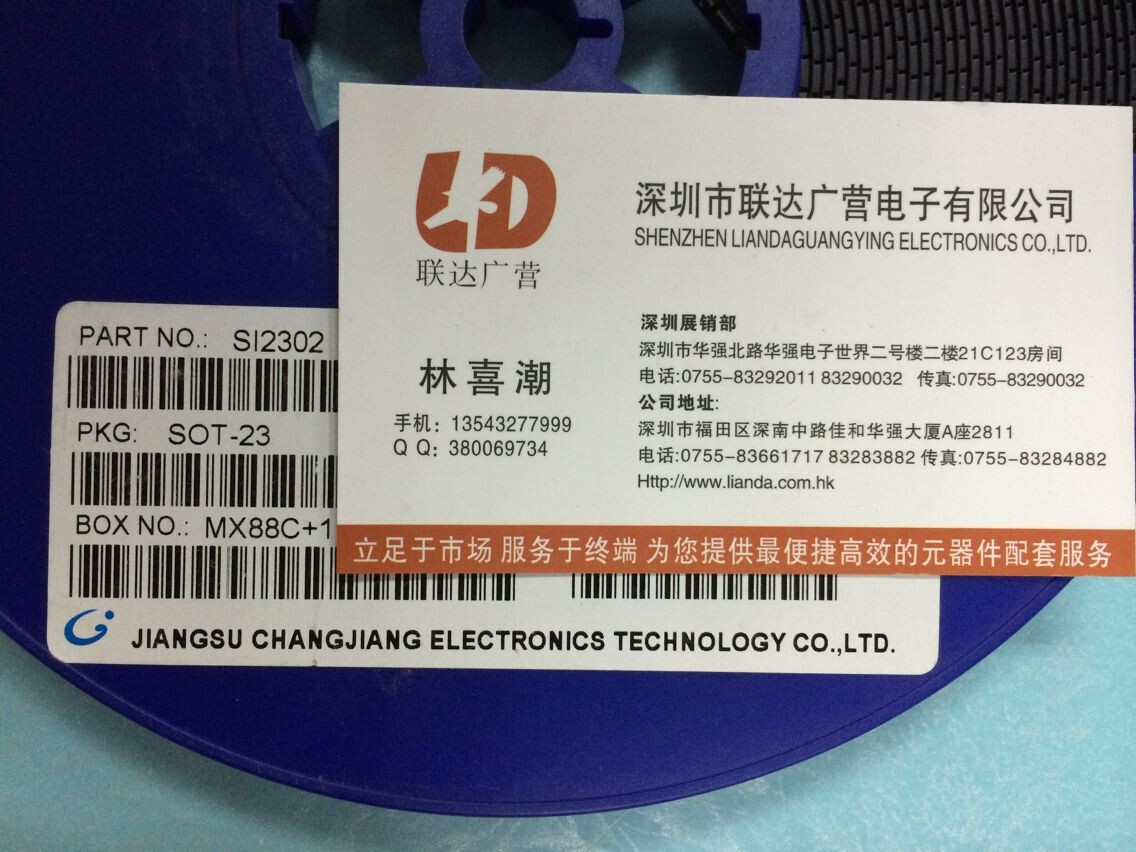 联达广营
深圳市联达广营电子有限公司
SHENZHEN LIANDAGUANGYING ELECTRONICS CO.,LTD.
林喜潮
手机：13543277999
QQ：380069734
深圳展销部
深圳市华强北路华强电子世界二号楼二楼21C123房间
电话:0755-83292011 83290032 传真:0755-83290032
公司地址:
深圳市福田区深南中路佳和华强大厦A座2811
电话:0755-83661717 83283882 传真:0755-83284882
Http://www.lianda.com.hk
立足于市场 服务于终端 为您提供最便捷高效的元器件配套服务
PART NO.: SI2302
PKG: SOT-23
BOX NO.: MX88C+1
JIANGSU CHANGJIANG ELECTRONICS TECHNOLOGY CO.,LTD.